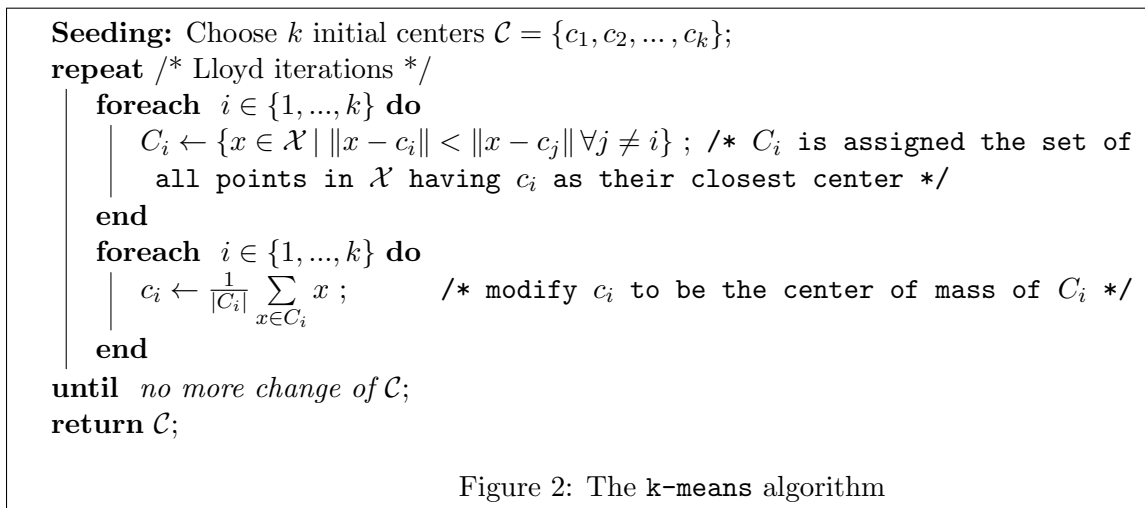 Seeding: Choose k initial centers 𝒞 = {c₁, c₂, ... , cₖ};
repeat /* Lloyd iterations */
foreach i ∈ {1, ..., k} do
Cᵢ ← {x ∈ 𝒳 | ‖x − cᵢ‖ < ‖x − cⱼ‖ ∀j ≠ i} ; /* Cᵢ is assigned the set of
all points in 𝒳 having cᵢ as their closest center */
end
foreach i ∈ {1, ..., k} do
cᵢ ← 1/|Cᵢ| ∑_{x∈Cᵢ} x ; /* modify cᵢ to be the center of mass of Cᵢ */
end
until no more change of 𝒞;
return 𝒞;
Figure 2: The k-means algorithm